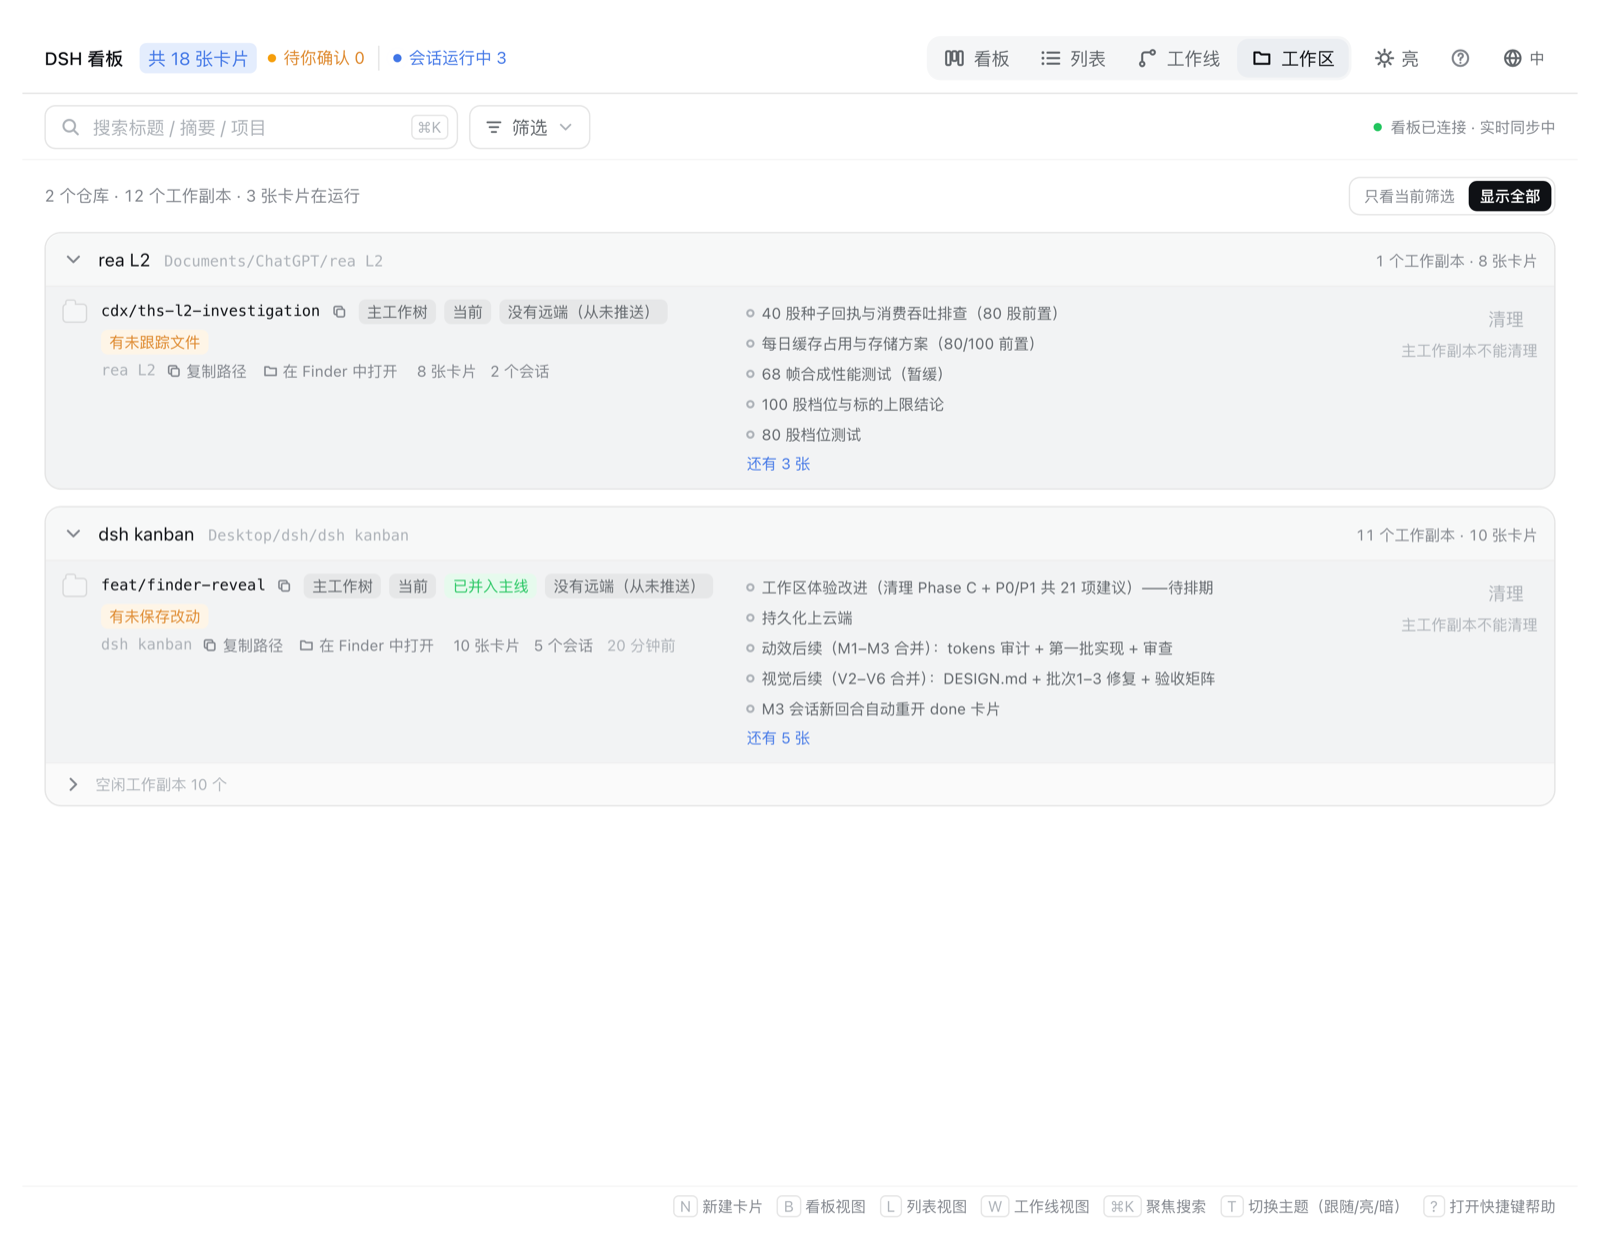 DSH 看板 共 18 张卡片 待你确认 0 会话运行中 3 看板 列表 工作线 工作区 亮 中
搜索标题 / 摘要 / 项目 ⌘K 筛选 看板已连接 · 实时同步中
2 个仓库 · 12 个工作副本 · 3 张卡片在运行 只看当前筛选 显示全部
rea L2 Documents/ChatGPT/rea L2 1 个工作副本 · 8 张卡片
cdx/ths-l2-investigation 主工作树 当前 没有远端（从未推送）
有未跟踪文件
rea L2 复制路径 在 Finder 中打开 8 张卡片 2 个会话
40 股种子回执与消费吞吐排查（80 股前置）
每日缓存占用与存储方案（80/100 前置）
68 帧合成性能测试（暂缓）
100 股档位与标的上限结论
80 股档位测试
还有 3 张
清理
主工作副本不能清理
dsh kanban Desktop/dsh/dsh kanban 11 个工作副本 · 10 张卡片
feat/finder-reveal 主工作树 当前 已并入主线 没有远端（从未推送）
有未保存改动
dsh kanban 复制路径 在 Finder 中打开 10 张卡片 5 个会话 20 分钟前
工作区体验改进（清理 Phase C + P0/P1 共 21 项建议）——待排期
持久化上云端
动效后续（M1–M3 合并）：tokens 审计 + 第一批实现 + 审查
视觉后续（V2–V6 合并）：DESIGN.md + 批次1–3 修复 + 验收矩阵
M3 会话新回合自动重开 done 卡片
还有 5 张
清理
主工作副本不能清理
空闲工作副本 10 个
N 新建卡片 B 看板视图 L 列表视图 W 工作线视图 ⌘K 聚焦搜索 T 切换主题（跟随/亮/暗） ? 打开快捷键帮助